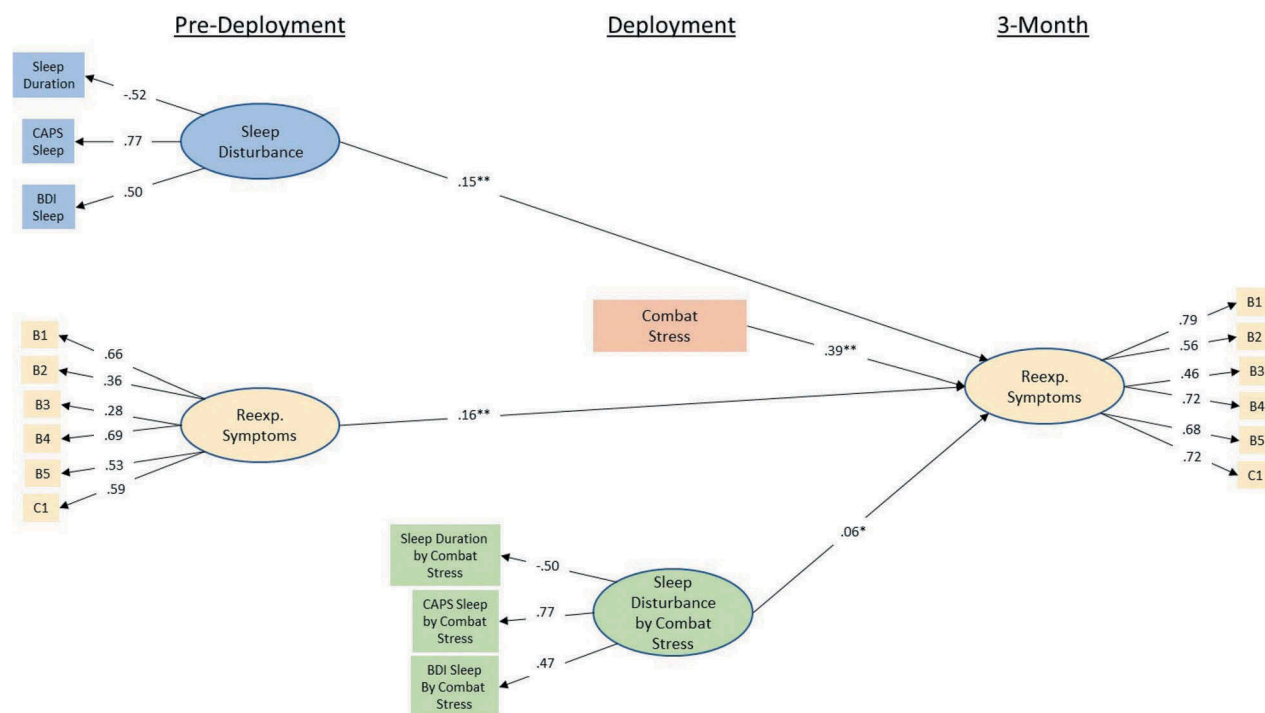 Pre-Deployment
Deployment
3-Month
Sleep
Duration
CAPS
Sleep
BDI
Sleep
-.52
.77
.50
Sleep
Disturbance
.15**
Combat
Stress
.39**
B1
B2
B3
B4
B5
C1
.66
.36
.28
.69
.53
.59
Reexp.
Symptoms
.16**
Reexp.
Symptoms
.79
.56
.46
.72
.68
.72
B1
B2
B3
B4
B5
C1
Sleep Duration
by Combat
Stress
CAPS Sleep
by Combat
Stress
BDI Sleep
By Combat
Stress
-.50
.77
.47
Sleep
Disturbance
by Combat
Stress
.06*